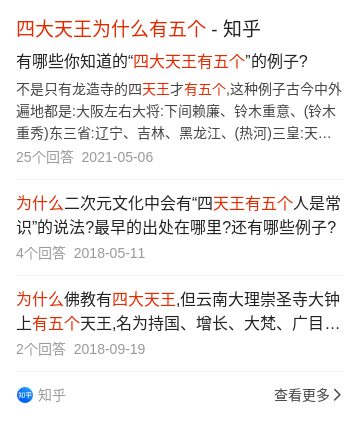 四大天王为什么有五个 - 知乎
有哪些你知道的“四大天王有五个”的例子?
不是只有龙造寺的四天王才有五个,这种例子古今中外
遍地都是:大阪左右大将:下间赖廉、铃木重意、(铃木
重秀)东三省:辽宁、吉林、黑龙江、(热河)三皇:天…
25个回答 2021-05-06
为什么二次元文化中会有“四天王有五个人是常
识”的说法?最早的出处在哪里?还有哪些例子?
4个回答 2018-05-11
为什么佛教有四大天王,但云南大理崇圣寺大钟
上有五个天王,名为持国、增长、大梵、广目…
2个回答 2018-09-19
知乎 知乎 查看更多